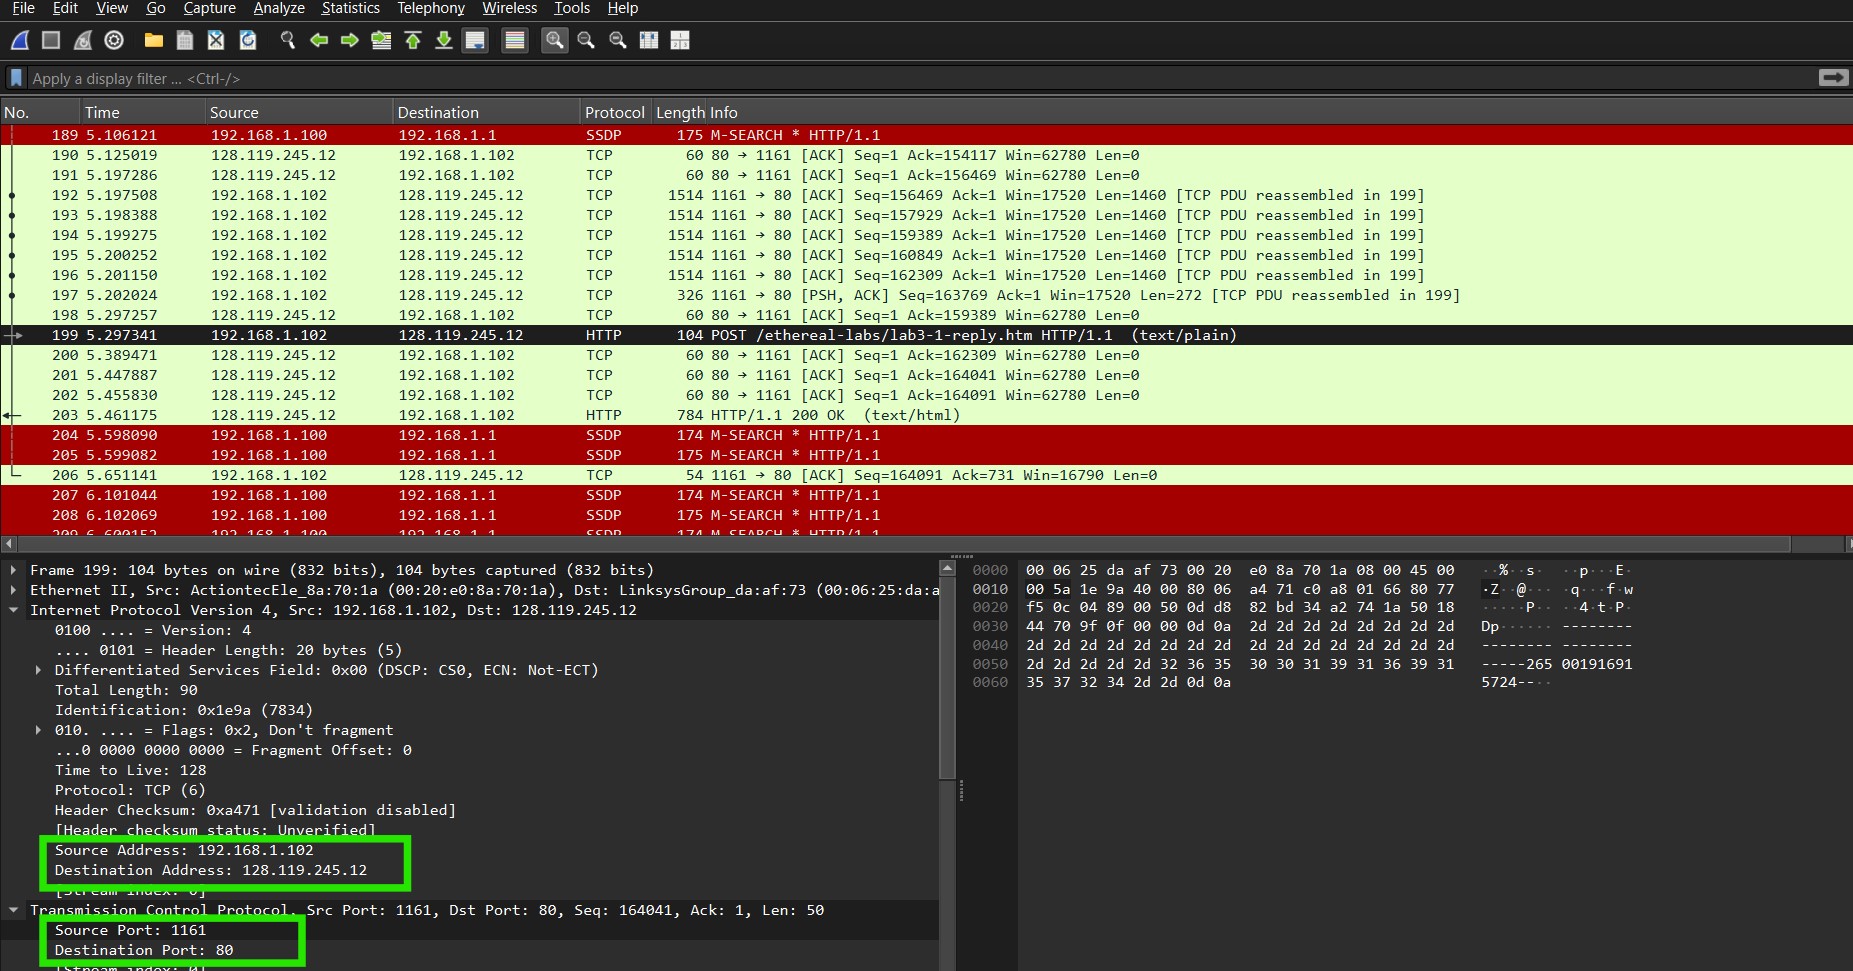 File Edit View Go Capture Analyze Statistics Telephony Wireless Tools Help
Apply a display filter ... <Ctrl-/>
No. Time Source Destination Protocol Length Info
189 5.106121 192.168.1.100 192.168.1.1 SSDP 175 M-SEARCH * HTTP/1.1
190 5.125019 128.119.245.12 192.168.1.102 TCP 60 80 → 1161 [ACK] Seq=1 Ack=154117 Win=62780 Len=0
191 5.197286 128.119.245.12 192.168.1.102 TCP 60 80 → 1161 [ACK] Seq=1 Ack=156469 Win=62780 Len=0
192 5.197508 192.168.1.102 128.119.245.12 TCP 1514 1161 → 80 [ACK] Seq=156469 Ack=1 Win=17520 Len=1460 [TCP PDU reassembled in 199]
193 5.198388 192.168.1.102 128.119.245.12 TCP 1514 1161 → 80 [ACK] Seq=157929 Ack=1 Win=17520 Len=1460 [TCP PDU reassembled in 199]
194 5.199275 192.168.1.102 128.119.245.12 TCP 1514 1161 → 80 [ACK] Seq=159389 Ack=1 Win=17520 Len=1460 [TCP PDU reassembled in 199]
195 5.200252 192.168.1.102 128.119.245.12 TCP 1514 1161 → 80 [ACK] Seq=160849 Ack=1 Win=17520 Len=1460 [TCP PDU reassembled in 199]
196 5.201150 192.168.1.102 128.119.245.12 TCP 1514 1161 → 80 [ACK] Seq=162309 Ack=1 Win=17520 Len=1460 [TCP PDU reassembled in 199]
197 5.202024 192.168.1.102 128.119.245.12 TCP 326 1161 → 80 [PSH, ACK] Seq=163769 Ack=1 Win=17520 Len=272 [TCP PDU reassembled in 199]
198 5.297257 128.119.245.12 192.168.1.102 TCP 60 80 → 1161 [ACK] Seq=1 Ack=159389 Win=62780 Len=0
199 5.297341 192.168.1.102 128.119.245.12 HTTP 104 POST /ethereal-labs/lab3-1-reply.htm HTTP/1.1 (text/plain)
200 5.389471 128.119.245.12 192.168.1.102 TCP 60 80 → 1161 [ACK] Seq=1 Ack=162309 Win=62780 Len=0
201 5.447887 128.119.245.12 192.168.1.102 TCP 60 80 → 1161 [ACK] Seq=1 Ack=164041 Win=62780 Len=0
202 5.455830 128.119.245.12 192.168.1.102 TCP 60 80 → 1161 [ACK] Seq=1 Ack=164091 Win=62780 Len=0
203 5.461175 128.119.245.12 192.168.1.102 HTTP 784 HTTP/1.1 200 OK (text/html)
204 5.598090 192.168.1.100 192.168.1.1 SSDP 174 M-SEARCH * HTTP/1.1
205 5.599082 192.168.1.100 192.168.1.1 SSDP 175 M-SEARCH * HTTP/1.1
206 5.651141 192.168.1.102 128.119.245.12 TCP 54 1161 → 80 [ACK] Seq=164091 Ack=731 Win=16790 Len=0
207 6.101044 192.168.1.100 192.168.1.1 SSDP 174 M-SEARCH * HTTP/1.1
208 6.102069 192.168.1.100 192.168.1.1 SSDP 175 M-SEARCH * HTTP/1.1
209 6.600152 192.168.1.100 192.168.1.1 SSDP 174 M-SEARCH * HTTP/1.1
Frame 199: 104 bytes on wire (832 bits), 104 bytes captured (832 bits)
Ethernet II, Src: ActiontecEle_8a:70:1a (00:20:e0:8a:70:1a), Dst: LinksysGroup_da:af:73 (00:06:25:da:a
Internet Protocol Version 4, Src: 192.168.1.102, Dst: 128.119.245.12
0100 .... = Version: 4
.... 0101 = Header Length: 20 bytes (5)
Differentiated Services Field: 0x00 (DSCP: CS0, ECN: Not-ECT)
Total Length: 90
Identification: 0x1e9a (7834)
010. .... = Flags: 0x2, Don't fragment
...0 0000 0000 0000 = Fragment Offset: 0
Time to Live: 128
Protocol: TCP (6)
Header Checksum: 0xa471 [validation disabled]
[Header checksum status: Unverified]
Source Address: 192.168.1.102
Destination Address: 128.119.245.12
[Stream index: 0]
Transmission Control Protocol, Src Port: 1161, Dst Port: 80, Seq: 164041, Ack: 1, Len: 50
Source Port: 1161
Destination Port: 80
[Stream index: 0]
0000 00 06 25 da af 73 00 20 e0 8a 70 1a 08 00 45 00 ··%··s· ··p···E·
0010 00 5a 1e 9a 40 00 80 06 a4 71 c0 a8 01 66 80 77 ·Z··@··· ·q···f·w
0020 f5 0c 04 89 00 50 0d d8 82 bd 34 a2 74 1a 50 18 ·····P·· ··4·t·P·
0030 44 70 9f 0f 00 00 0d 0a 2d 2d 2d 2d 2d 2d 2d 2d Dp······ --------
0040 2d 2d 2d 2d 2d 2d 2d 2d 2d 2d 2d 2d 2d 2d 2d 2d -------- --------
0050 2d 2d 2d 2d 2d 32 36 35 30 30 31 39 31 36 39 31 -----265 00191691
0060 35 37 32 34 2d 2d 0d 0a 5724--··